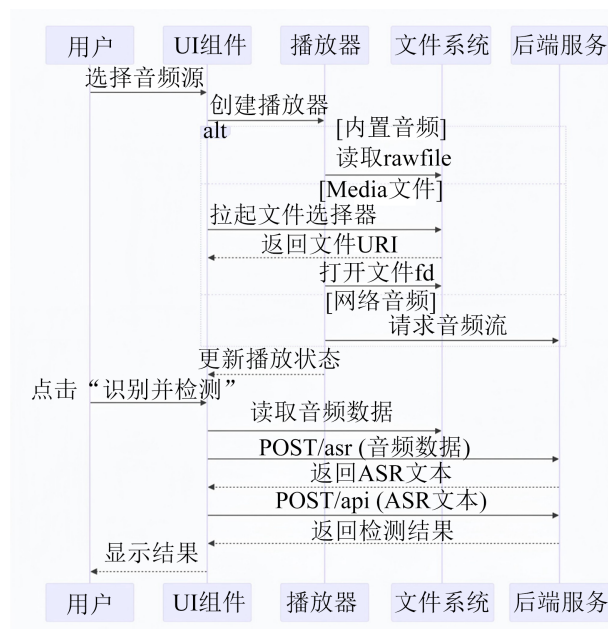 用户 UI组件 播放器 文件系统 后端服务
选择音频源
创建播放器
alt [内置音频]
读取rawfile
[Media文件]
拉起文件选择器
返回文件URI
打开文件fd
[网络音频]
请求音频流
更新播放状态
点击“识别并检测”
读取音频数据
POST/asr (音频数据)
返回ASR文本
POST/api (ASR文本)
返回检测结果
显示结果
用户 UI组件 播放器 文件系统 后端服务